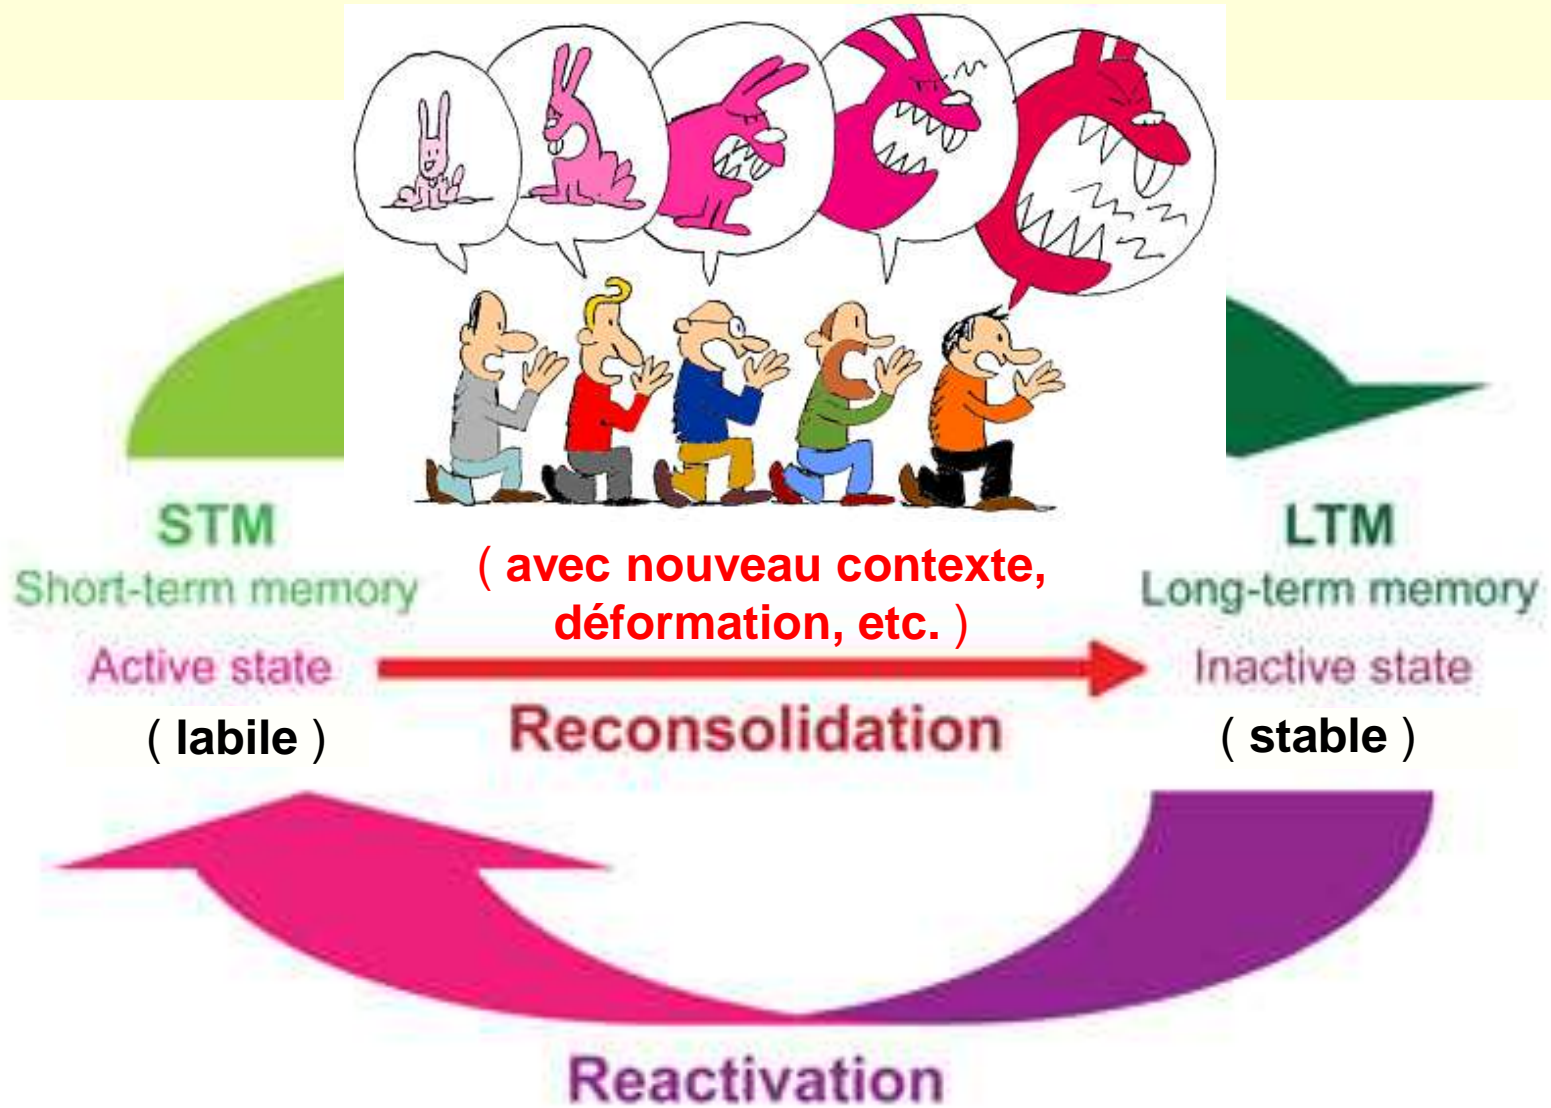 STM
Short-term memory
Active state
( labile )
( avec nouveau contexte,
déformation, etc. )
Reconsolidation
LTM
Long-term memory
Inactive state
( stable )
Reactivation